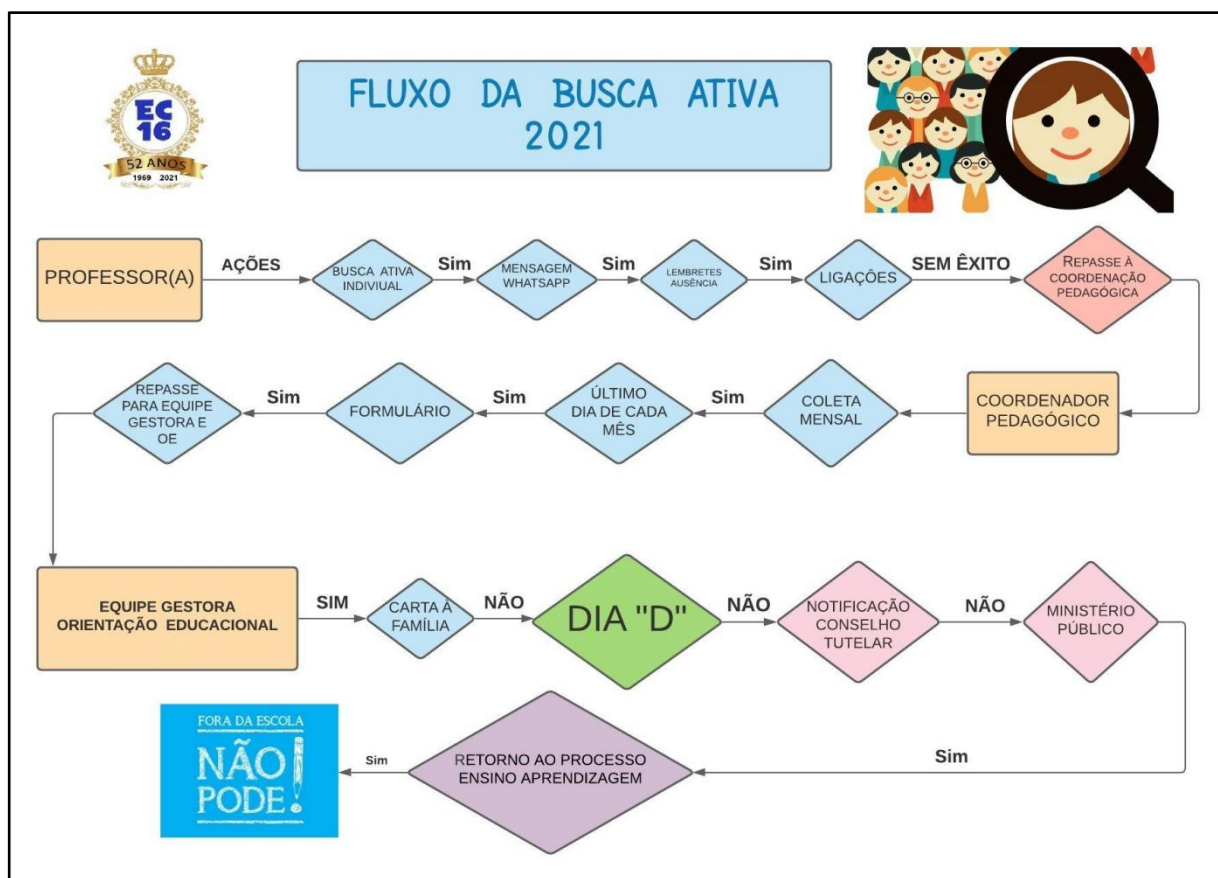 EC
16
52 ANOS
1969 2021
FLUXO DA BUSCA ATIVA
2021
PROFESSOR(A)
AÇÕES
BUSCA ATIVA
INDIVIUAL
Sim
MENSAGEM
WHATSAPP
Sim
LEMBRETES
AUSÊNCIA
Sim
LIGAÇÔES
SEM ÊXITO
REPASSE À
COORDENAÇÃO
PEDAGÓGICA
REPASSE
PARA EQUIPE
GESTORA E
OE
Sim
FORMULÁRIO
Sim
ÚLTIMO
DIA DE CADA
MÊS
Sim
COLETA
MENSAL
COORDENADOR
PEDAGÓGICO
EQUIPE GESTORA
ORIENTAÇÃO EDUCACIONAL
SIM
CARTA À
FAMÍLIA
NÃO
DIA "D"
NÃO
NOTIFICAÇÃO
CONSELHO
TUTELAR
NÃO
MINISTÉRIO
PÚBLICO
FORA DA ESCOLA
NÃO
PODE!
Sim
RETORNO AO PROCESSO
ENSINO APRENDIZAGEM
Sim